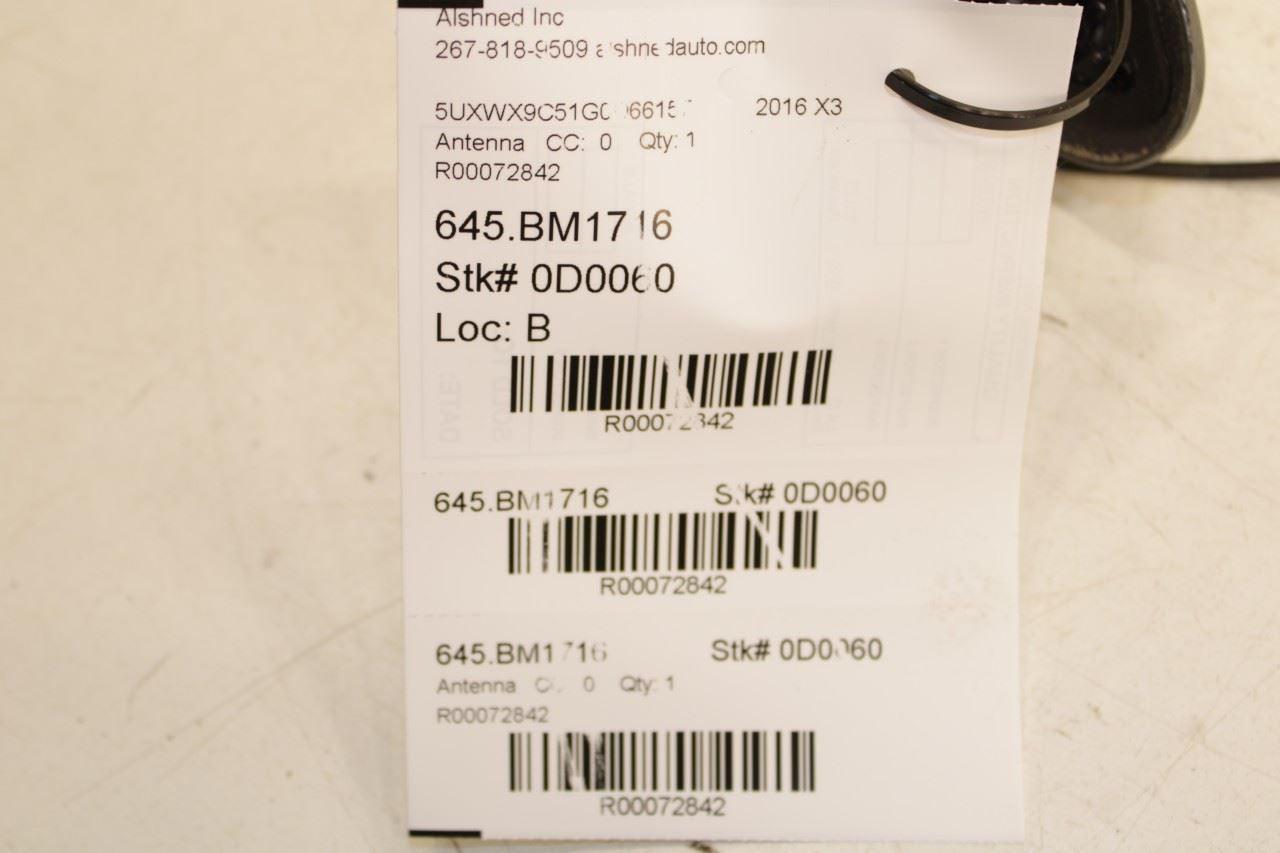 Alshned Inc
267-818-9509 alshnedauto.com
2016 X3
Antenna CC: 0 Qty: 1
R00072842
645.BM1716
Stk# 0D0060
Loc: B
R00072842
645.BM1716 Stk# 0D0060
R00072842
645.BM1716 Stk# 0D0060
Antenna CC: 0 Qty: 1
R00072842
R00072842